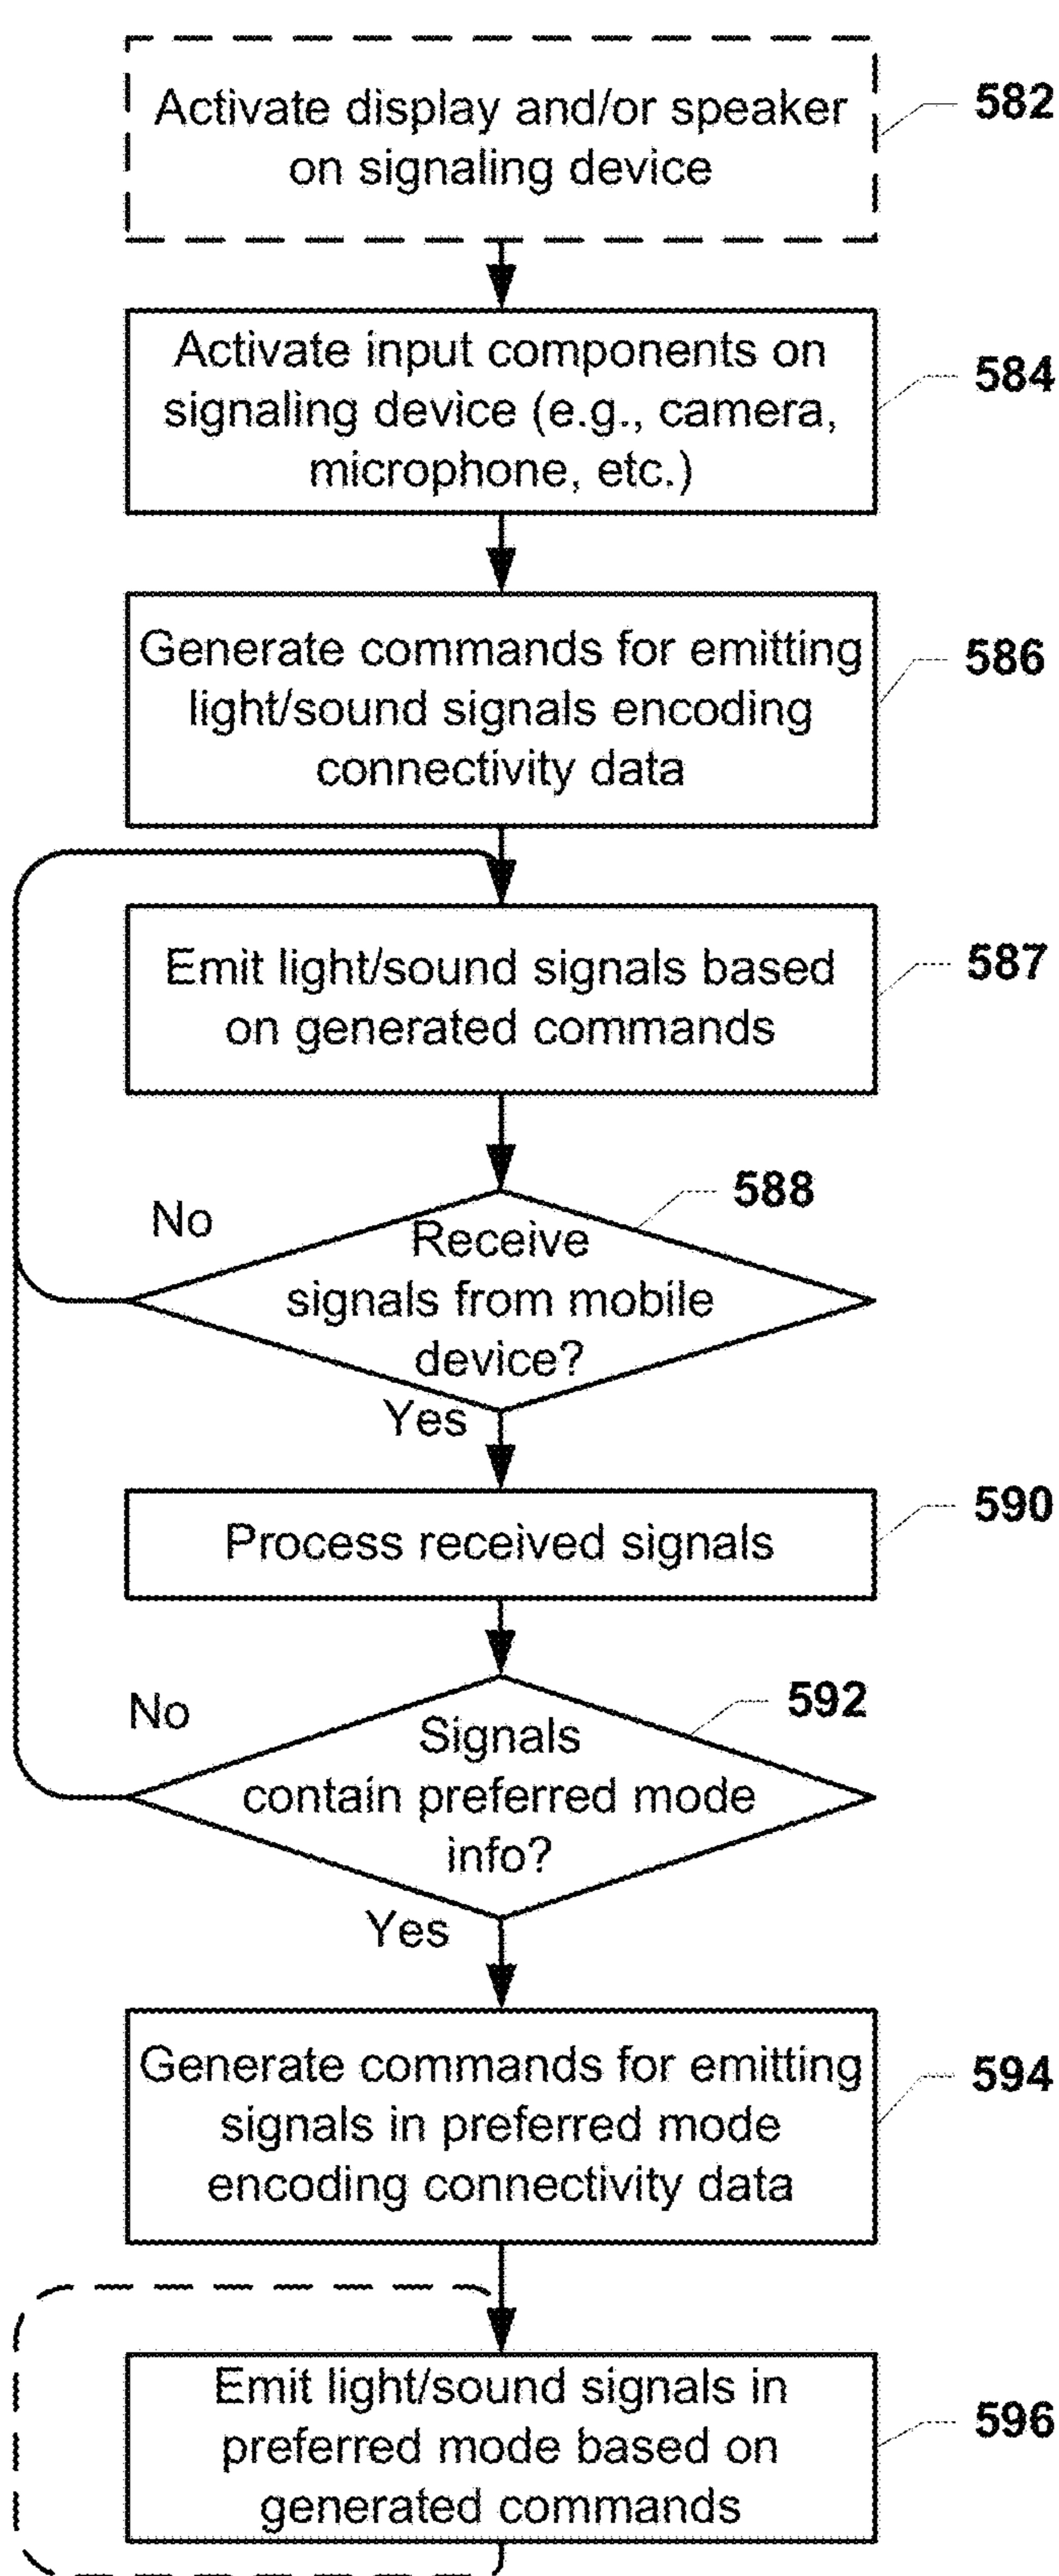 Activate display and/or speaker
on signaling device
582
Activate input components on
signaling device (e.g., camera,
microphone, etc.)
584
Generate commands for emitting
light/sound signals encoding
connectivity data
586
Emit light/sound signals based
on generated commands
587
588
No
Receive
signals from mobile
device?
Yes
Process received signals
590
592
No
Signals
contain preferred mode
info?
Yes
Generate commands for emitting
signals in preferred mode
encoding connectivity data
594
Emit light/sound signals in
preferred mode based on
generated commands
596